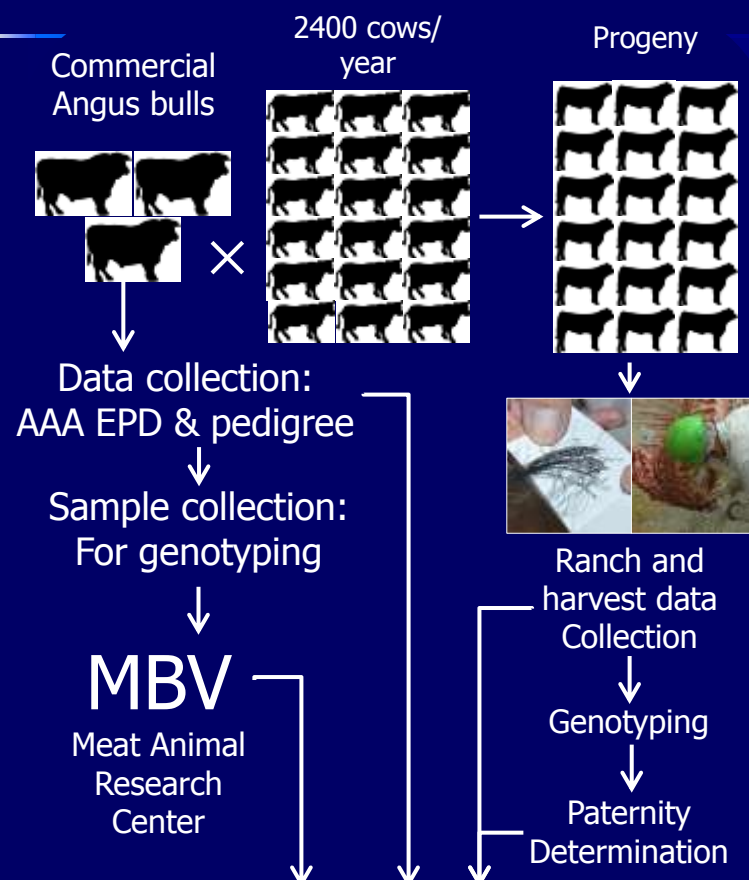 Commercial
Angus bulls
2400 cows/
year
Progeny
Data collection:
AAA EPD & pedigree
Sample collection:
For genotyping
MBV
Meat Animal
Research
Center
Ranch and
harvest data
Collection
Genotyping
Paternity
Determination